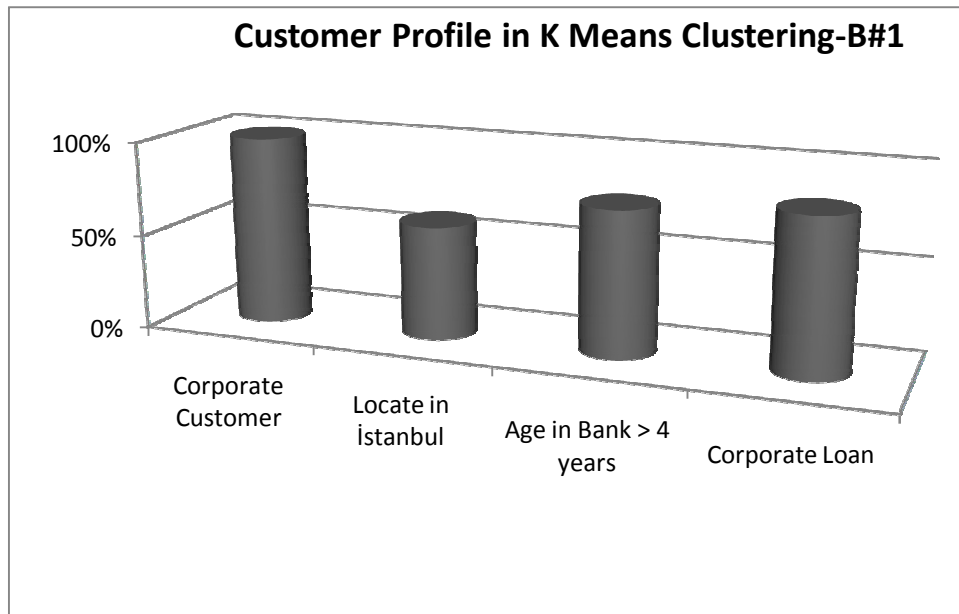 Customer Profile in K Means Clustering-B#1
100%
50%
0%
Corporate
Customer
Locate in
İstanbul
Age in Bank > 4
years
Corporate Loan